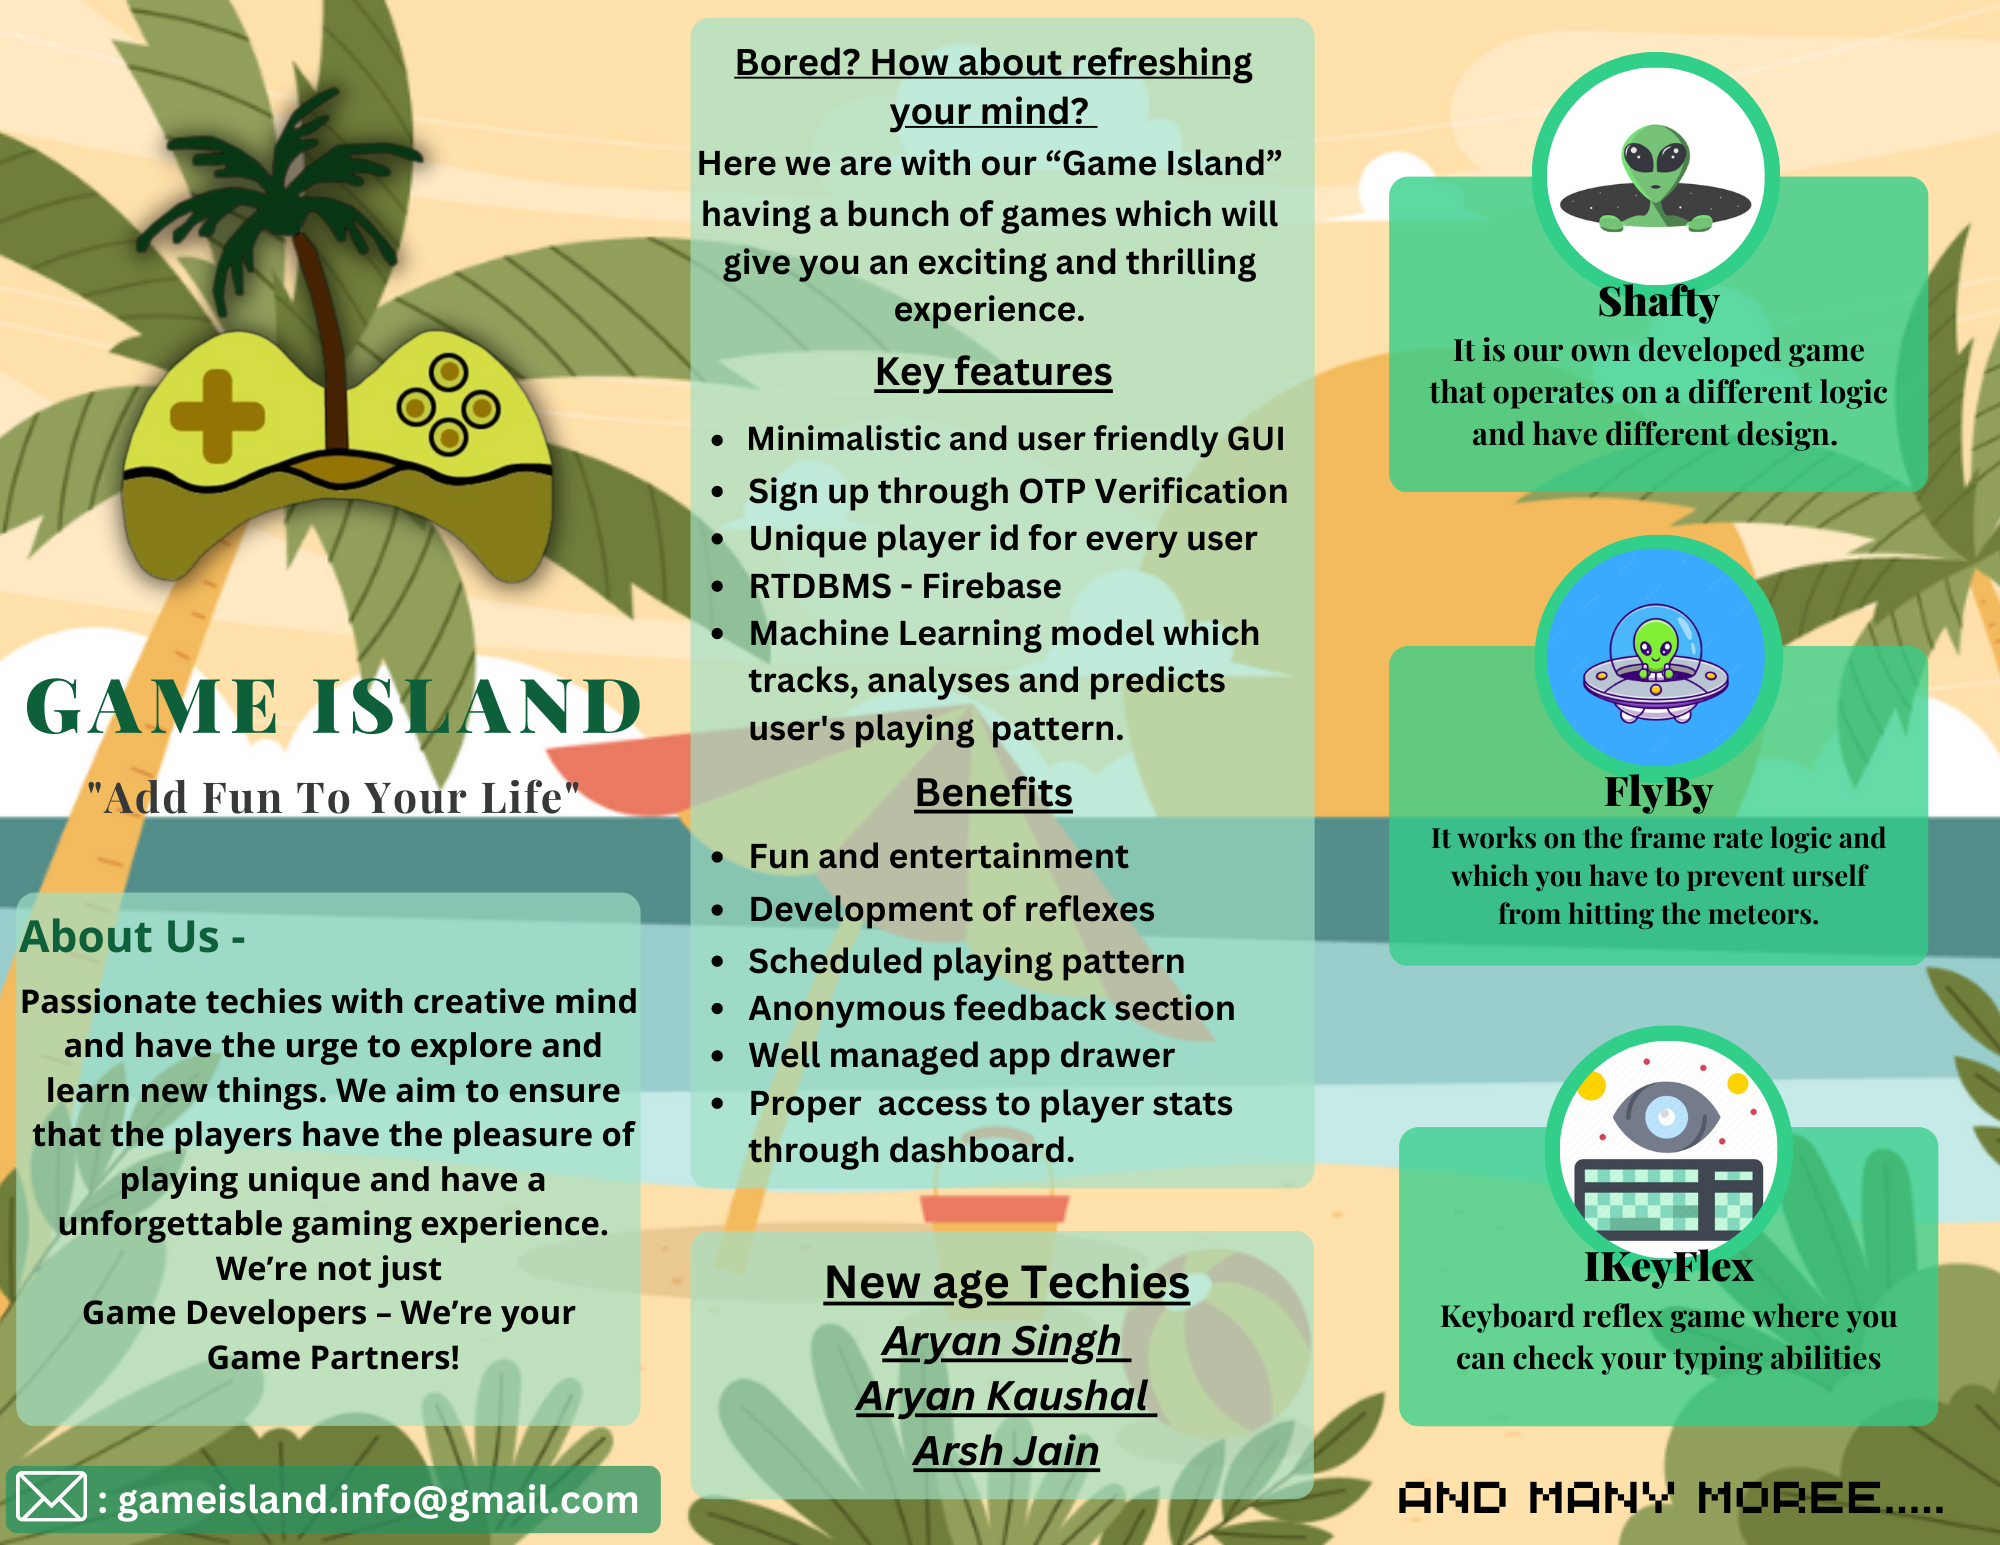 GAME ISLAND
"Add Fun To Your Life"
About Us -
Passionate techies with creative mind
and have the urge to explore and
learn new things. We aim to ensure
that the players have the pleasure of
playing unique and have a
unforgettable gaming experience.
We’re not just
Game Developers – We’re your
Game Partners!
: gameisland.info@gmail.com
Bored? How about refreshing
your mind?
Here we are with our “Game Island”
having a bunch of games which will
give you an exciting and thrilling
experience.
Key features
• Minimalistic and user friendly GUI
• Sign up through OTP Verification
• Unique player id for every user
• RTDBMS - Firebase
• Machine Learning model which
tracks, analyses and predicts
user's playing  pattern.
Benefits
• Fun and entertainment
• Development of reflexes
• Scheduled playing pattern
• Anonymous feedback section
• Well managed app drawer
• Proper  access to player stats
through dashboard.
New age Techies
Aryan Singh
Aryan Kaushal
Arsh Jain
Shafty
It is our own developed game
that operates on a different logic
and have different design.
FlyBy
It works on the frame rate logic and
which you have to prevent urself
from hitting the meteors.
IKeyFlex
Keyboard reflex game where you
can check your typing abilities
AND MANY MOREE.....